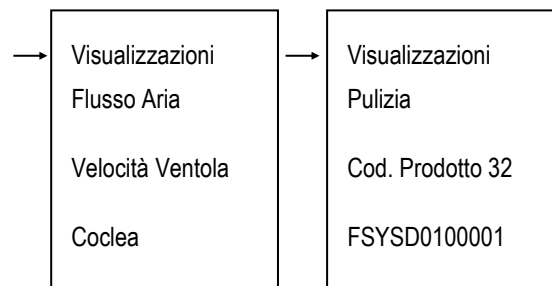 Visualizzazioni
Flusso Aria
Velocità Ventola
Coclea
Visualizzazioni
Pulizia
Cod. Prodotto 32
FSYSD0100001